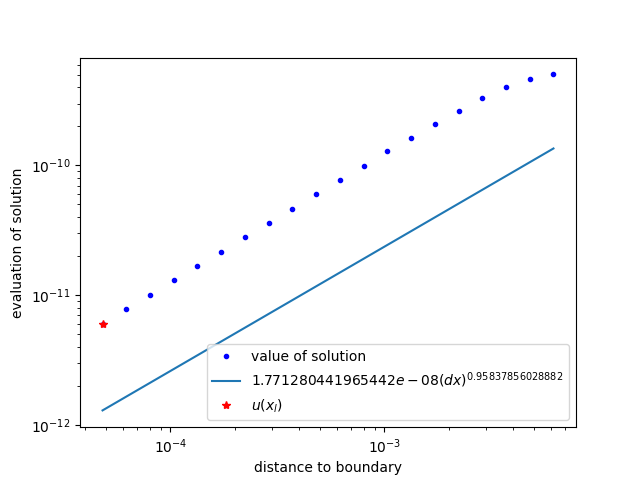 evaluation of solution
10^{-10}
10^{-11}
10^{-12}
value of solution
1.771280441965442e − 08(dx)^{0.95837856028882}
u(x_I)
10^{-4}
10^{-3}
distance to boundary